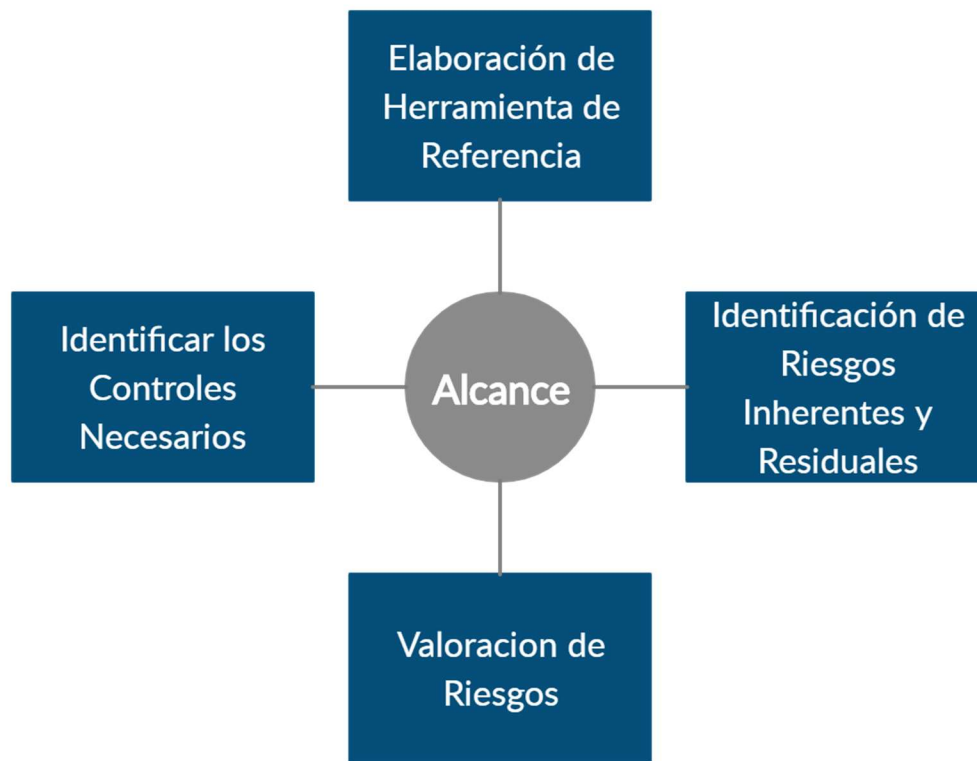 Elaboración de
Herramienta de
Referencia
Identificar los
Controles
Necesarios
Alcance
Identificación de
Riesgos
Inherentes y
Residuales
Valoracion de
Riesgos